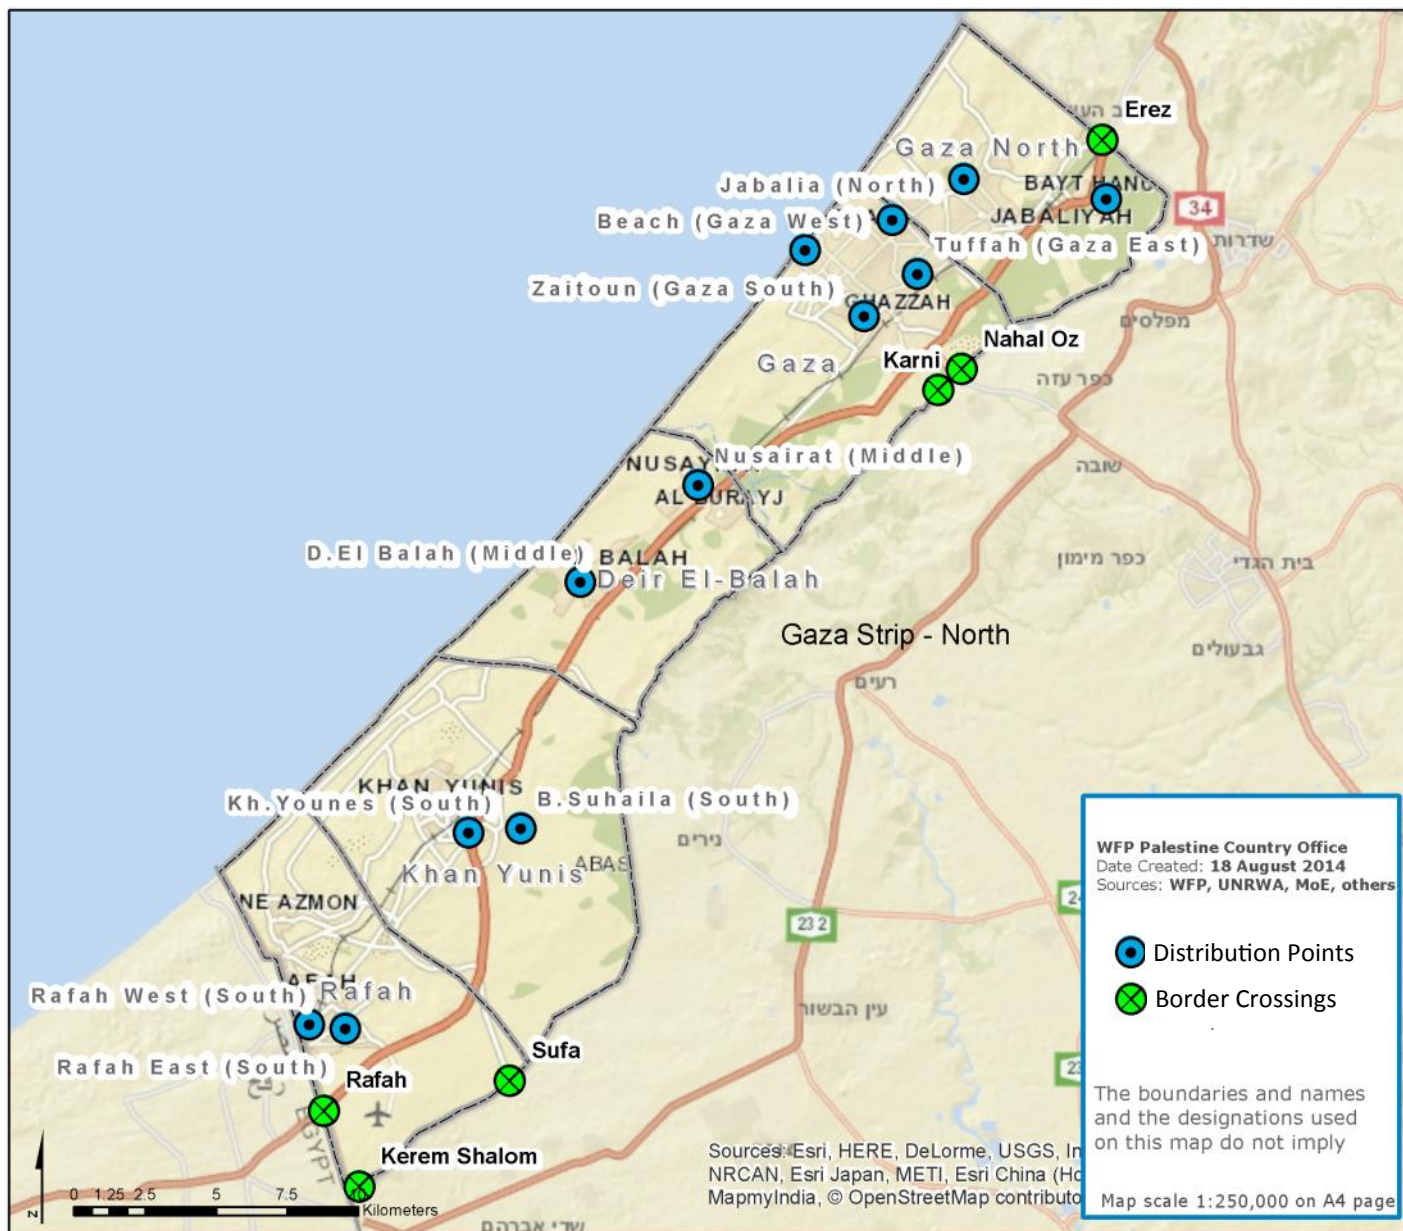 Erez
Gaza North
Jabalia (North)
BAYT HANU
34
JABALIYAH
Beach (Gaza West)
שדרות
Tuffah (Gaza East)
Zaitoun (Gaza South)
GHAZZAH
מפלסים
Nahal Oz
Gaza
Karni
כפר עזה
Nusairat (Middle)
שובה
AL BURAYJ
D.El Balah (Middle)
BALAH
כפר מימון
בית הגדי
Deir El-Balah
Gaza Strip - North
גבעולים
רעים
KHAN YUNIS
Kh.Younes (South)
B.Suhaila (South)
נירים
ABAS
Khan Yunis
NE AZMON
232
עין הבשור
Rafah West (South)
Rafah
Rafah East (South)
Sufa
Rafah
EGYPT
Kerem Shalom
שדי אברהם
N
0 1.25 2.5 5 7.5 10
Kilometers
Sources: Esri, HERE, DeLorme, USGS, In
NRCAN, Esri Japan, METI, Esri China (Ho
MapmyIndia, © OpenStreetMap contributo
WFP Palestine Country Office
Date Created: 18 August 2014
Sources: WFP, UNRWA, MoE, others
Distribution Points
Border Crossings
The boundaries and names
and the designations used
on this map do not imply
Map scale 1:250,000 on A4 page